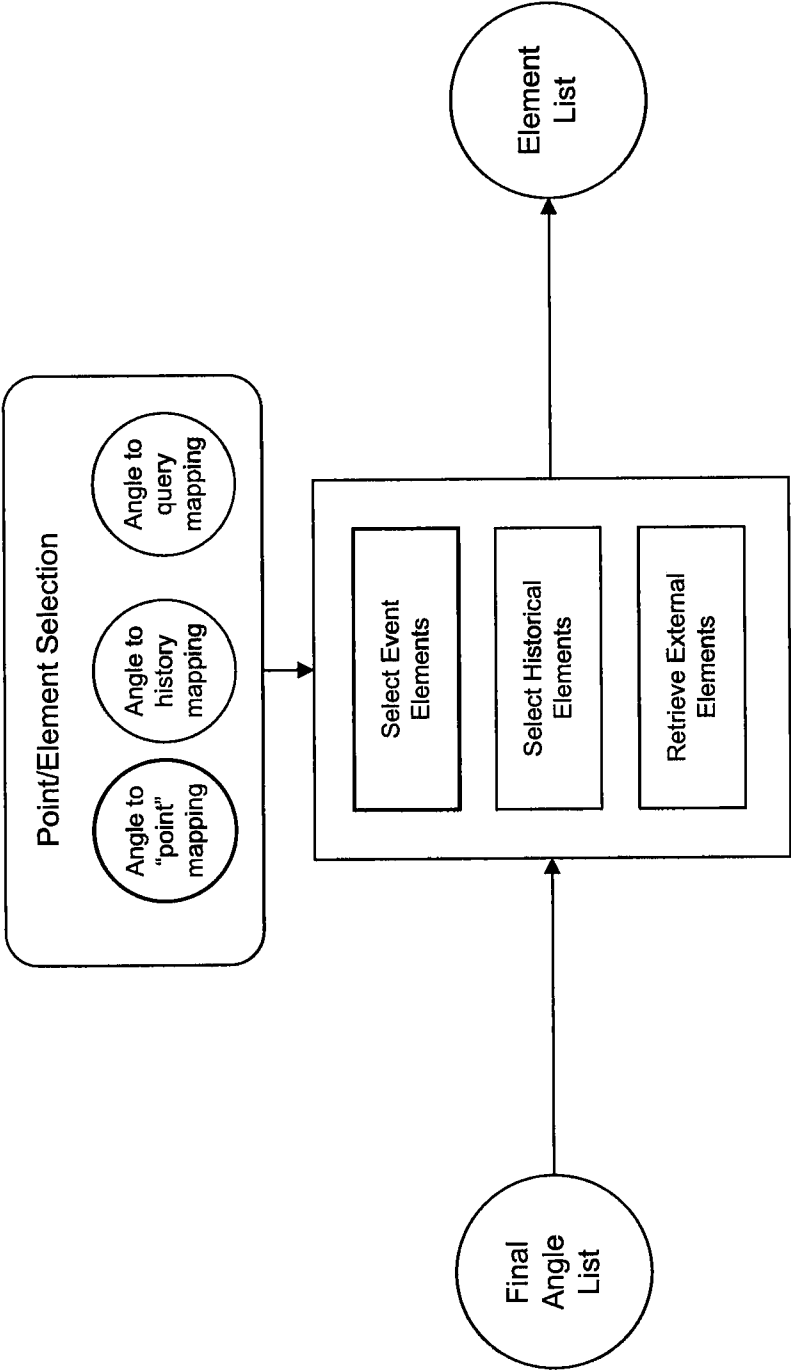 Point/Element Selection
Angle to
"point"
mapping
Angle to
history
mapping
Angle to
query
mapping
Final
Angle
List
Select Event
Elements
Select Historical
Elements
Retrieve External
Elements
Element
List